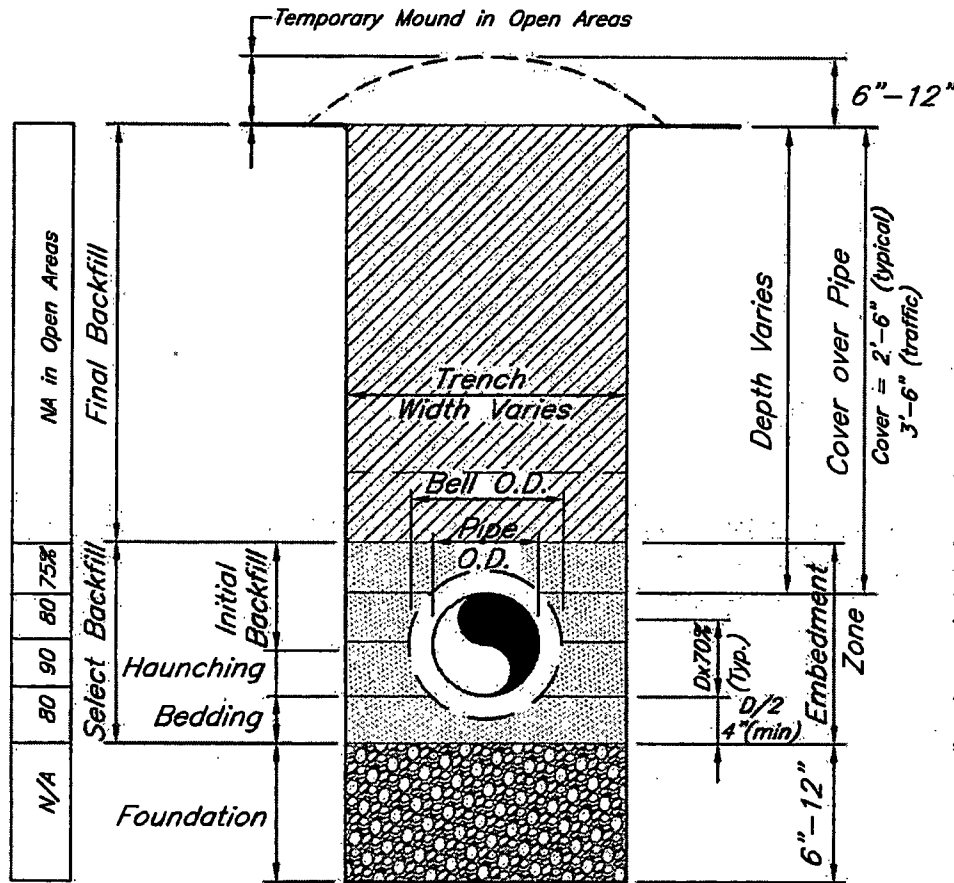 Temporary Mound in Open Areas
6"-12"
NA in Open Areas
Final Backfill
Trench
Width Varies
Depth Varies
Cover over Pipe
Cover = 2'-6" (typical)
3'-6" (traffic)
Bell O.D.
Pipe
O.D.
75%
80
90
80
N/A
Select Backfill
Initial
Backfill
Haunching
Bedding
Foundation
Dx70%
(Typ.)
D/2
4"(min)
Embedment
Zone
6"-12"